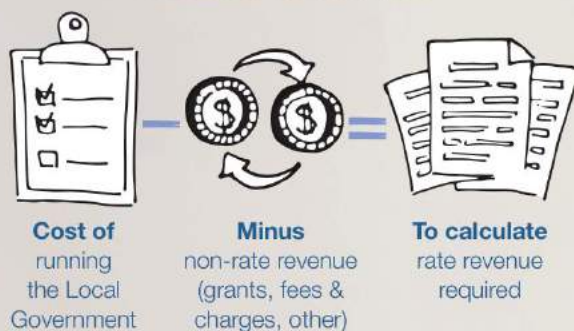 $ $
Cost of
running
the Local
Government
Minus
non-rate revenue
(grants, fees &
charges, other)
To calculate
rate revenue
required